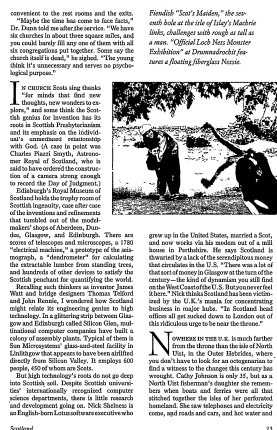 convenient to the rest rooms and the exits.
"Maybe the time has come to face facts,"
Dr. Dunn told me after the service. "We have
six churches in about three square miles, and
you could barely fill any one of them with all
six congregations put together. Some say the
church itself is dead," he sighed. "The young
think it's unnecessary and serves no psycho-
logical purpose."
IN CHURCH Scots sing thanks
"for minds that find new
thoughts, new wonders to ex-
plore," and some think the Scot-
tish genius for invention has its
roots in Scottish Presbyterianism
and its emphasis on the individ-
ual's unmediated relationship
with God. (A case in point was
Charles Piazzi Smyth, Astrono-
mer Royal of Scotland, who is
said to have ordered the construc-
tion of a camera strong enough
to record the Day of Judgment.)
Edinburgh's Royal Museum of
Scotland holds the trophy room of
Scottish ingenuity, case after case
of the inventions and refinements
that tumbled out of the model-
makers' shops of Aberdeen, Dun-
dee, Glasgow, and Edinburgh. There are
scores of telescopes and microscopes, a 1780
"electrical machine," a prototype of the seis-
mograph, a "dendrometer" for calculating
the extractable lumber from standing trees,
and hundreds of other devices to satisfy the
Scottish penchant for quantifying the world.
Recalling such thinkers as inventor James
Watt and bridge designers Thomas Telford
and John Rennie, I wondered how Scotland
might relate its engineering genius to high
technology. In a glittering strip between Glas-
gow and Edinburgh called Silicon Glen, mul-
tinational computer companies have built a
colony of assembly plants. Typical of them is
Sun Microsystems' glass-and-steel facility in
Linlithgow that appears to have been airlifted
directly from Silicon Valley. It employs 600
people, 450 of whom are Scots.
But high technology's roots do not go deep
into Scottish soil. Despite Scottish universi-
ties' internationally recognized computer
science departments, there is little research
and development going on. Nick Shelness is
an English-born Lotus software executive who
Scotland
Fiendish "Scot's Maiden," the sev-
enth hole at the isle of Islay's Machrie
links, challenges with rough as tall as
a man. "Official Loch Ness Monster
Exhibition" at Drumnadrochit fea-
tures a floating fiberglass Nessie.
grew up in the United States, married a Scot,
and now works via his modem out of a mill
house in Perthshire. He says Scotland is
thwarted by a lack of the serendipitous money
that circulates in the U.S. "There was a lot of
that sort of money in Glasgow at the turn of the
century—the kind of dynamism you still find
on the West Coast of the U.S. But you never feel
it here." Nick thinks Scotland has been victim-
ized by the U.K.'s mania for concentrating
business in major hubs. "In Scotland head
offices all get sucked down to London out of
this ridiculous urge to be near the throne."
NOWHERE IN THE U.K. is much farther
from the throne than the isle of North
Uist, in the Outer Hebrides, where
you don't have to look for an octogenarian to
find a witness to the changes this century has
wrought. Cathy Johnson is only 35, but as a
North Uist fisherman's daughter she remem-
bers when boats and ferries were all that
stitched together the isles of her perforated
homeland. She saw telephones and electricity
come, and roads and cars, and hot water and
23